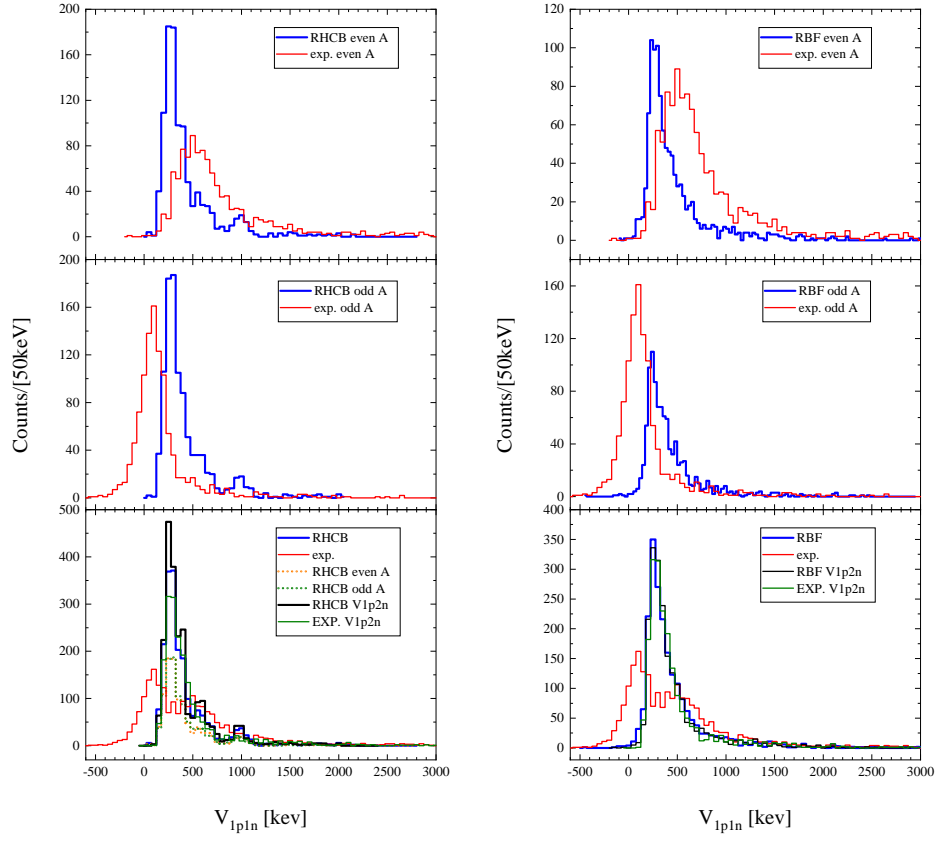 200
160
120
80
40
0
RHCB even A
exp. even A
200
160
120
80
40
0
RHCB odd A
exp. odd A
500
400
300
200
100
0
RHCB
exp.
RHCB even A
RHCB odd A
RHCB V1p2n
EXP. V1p2n
-500 0 500 1000 1500 2000 2500 3000
Counts/[50keV]
V1p1n [kev]
120
100
80
60
40
20
0
RBF even A
exp. even A
160
120
80
40
0
RBF odd A
exp. odd A
400
350
300
250
200
150
100
50
0
RBF
exp.
RBF V1p2n
EXP. V1p2n
-500 0 500 1000 1500 2000 2500 3000
Counts/[50keV]
V1p1n [kev]